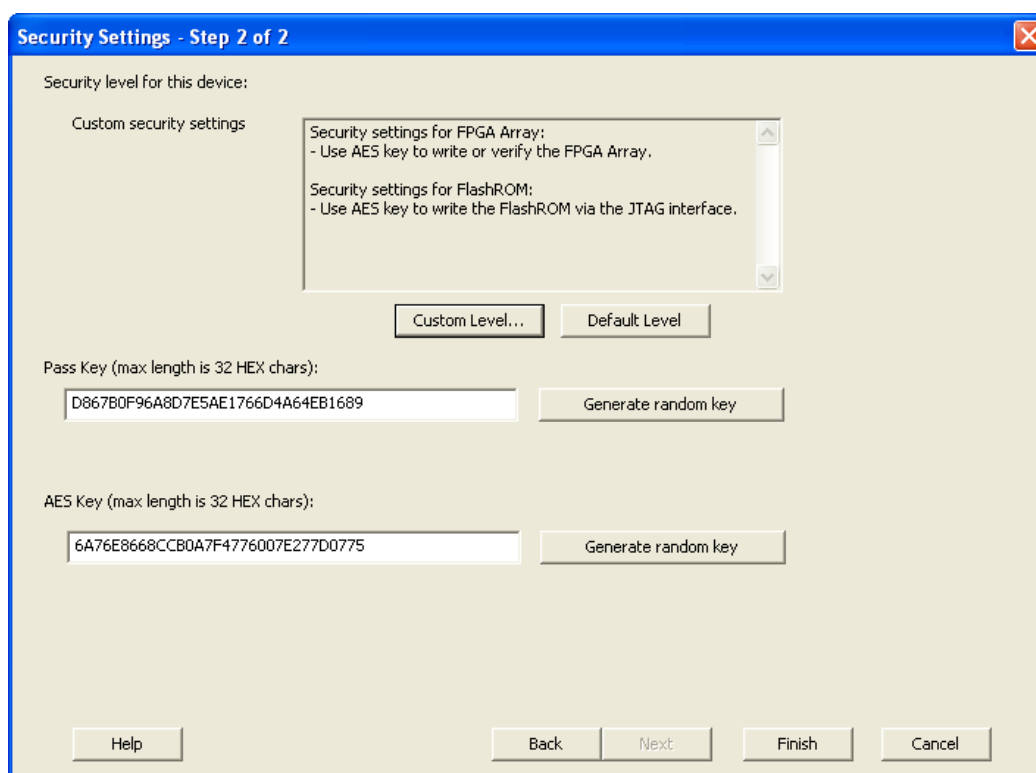 Security Settings - Step 2 of 2
Security level for this device:
Custom security settings
Security settings for FPGA Array:
- Use AES key to write or verify the FPGA Array.
Security settings for FlashROM:
- Use AES key to write the FlashROM via the JTAG interface.
Custom Level... Default Level
Pass Key (max length is 32 HEX chars):
D867B0F96A8D7E5AE1766D4A64EB1689 Generate random key
AES Key (max length is 32 HEX chars):
6A76E8668CCB0A7F4776007E277D0775 Generate random key
Help Back Next Finish Cancel